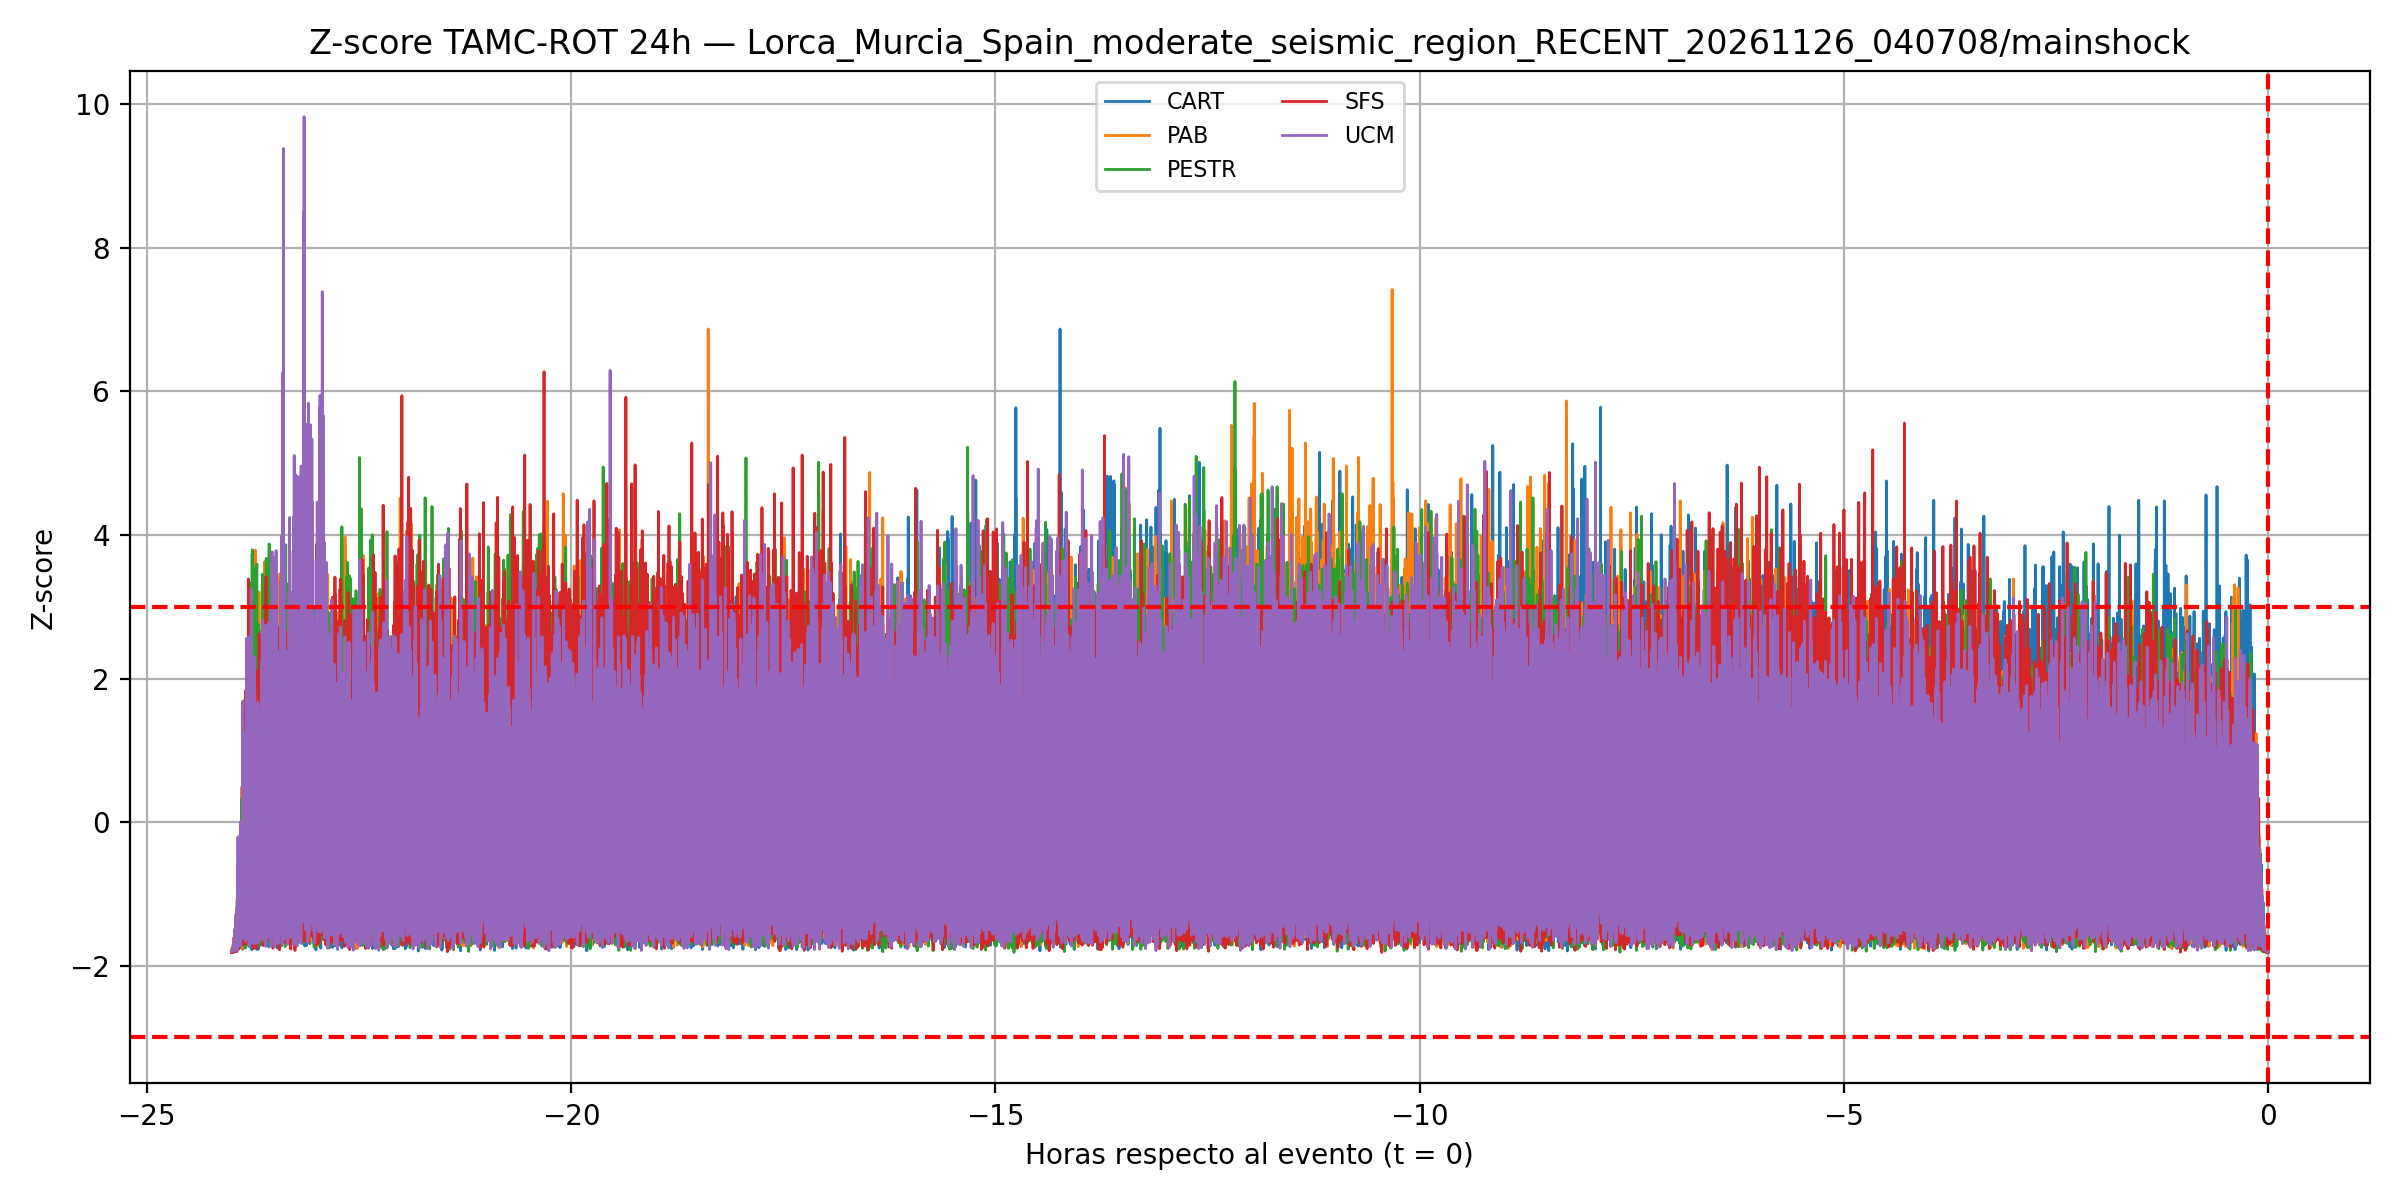 Z-score TAMC-ROT 24h — Lorca_Murcia_Spain_moderate_seismic_region_RECENT_20261126_040708/mainshock
CART
PAB
PESTR
SFS
UCM
Z-score
10
8
6
4
2
0
−2
−25
−20
−15
−10
−5
0
Horas respecto al evento (t = 0)